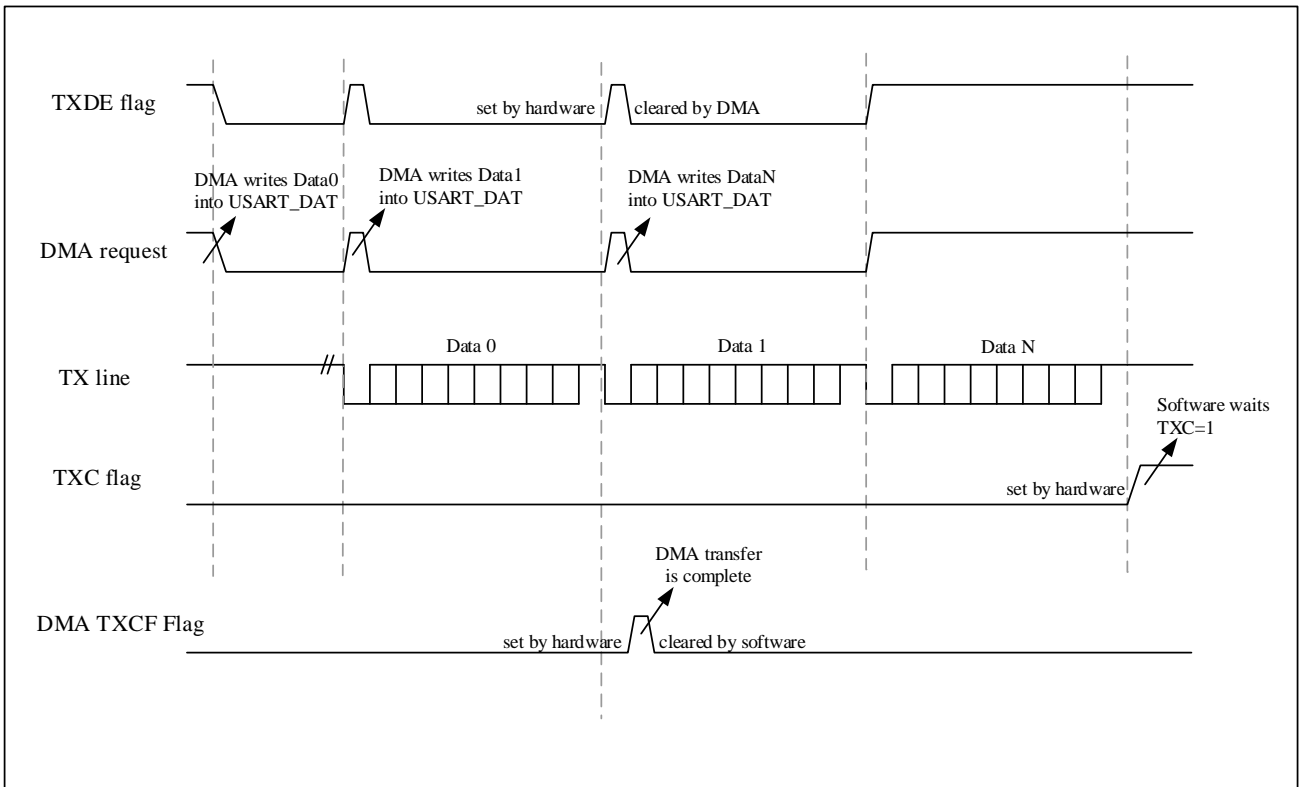 TXDE flag
set by hardware
cleared by DMA
DMA writes Data0
into USART_DAT
DMA writes Data1
into USART_DAT
DMA writes DataN
into USART_DAT
DMA request
Data 0
Data 1
Data N
TX line
Software waits
TXC=1
TXC flag
set by hardware
DMA transfer
is complete
DMA TXCF Flag
set by hardware
cleared by software